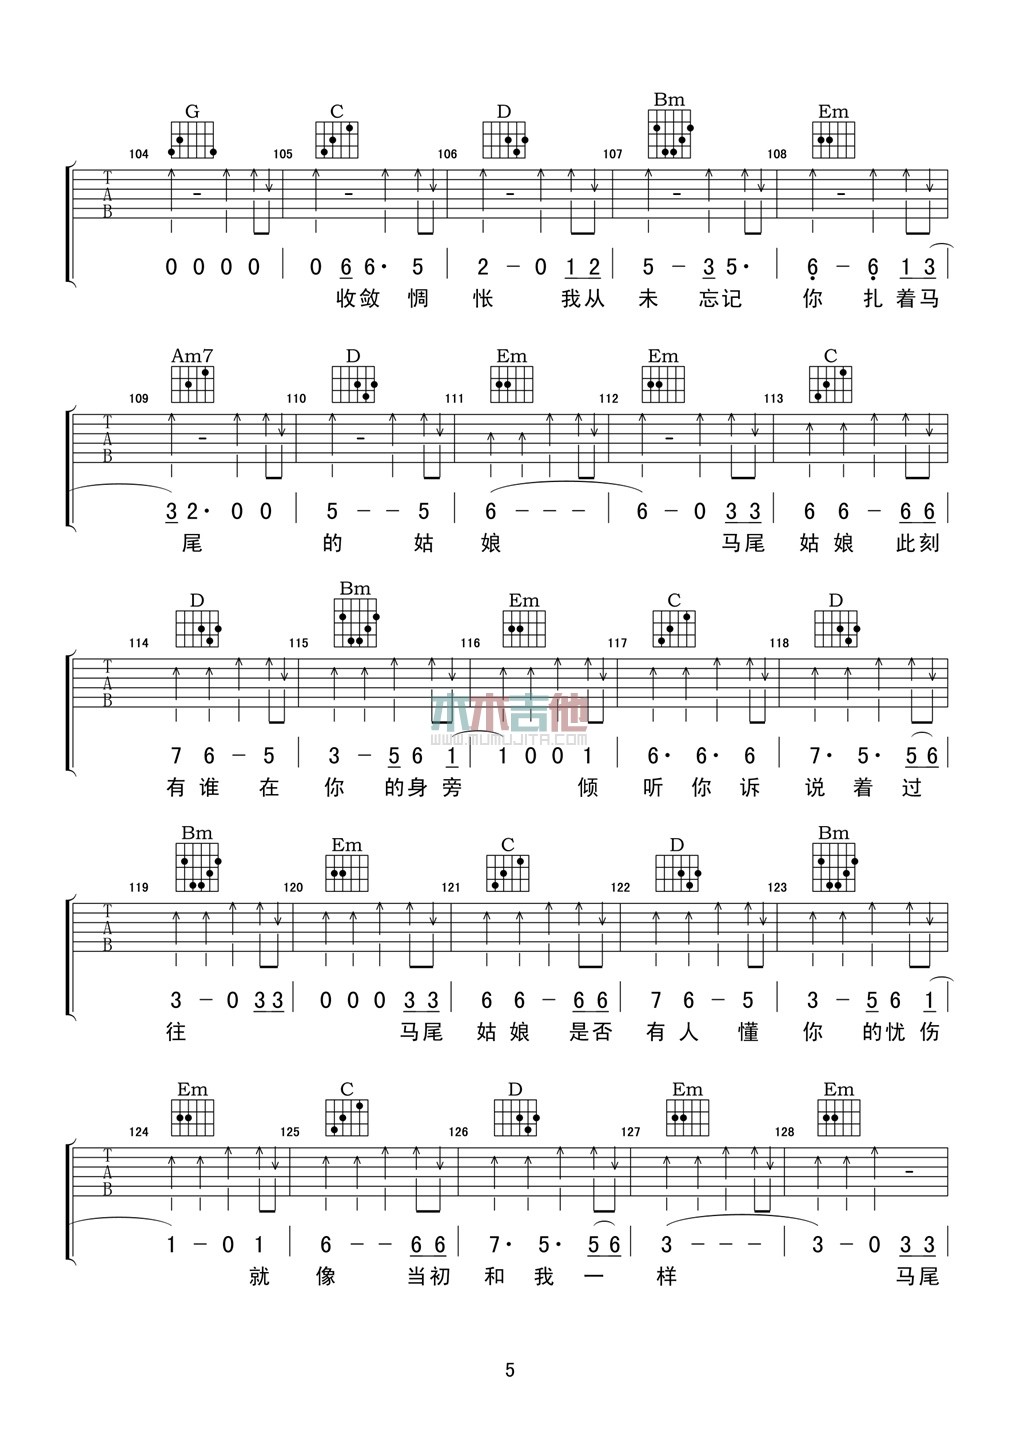 G C D Bm Em
104 105 106 107 108
T
A
B
0 0 0 0 | 0 6 6· 5 | 2 - 0 1 2 | 5 - 3 5· | 6 - 6 1 3 |
收敛 惆 怅 我从 未 忘记 你 扎 着马
Am7 D Em Em C
109 110 111 112 113
T
A
B
3 2· 0 0 | 5 - - 5 | 6 - - - | 6 - 0 3 3 | 6 6 - 6 6 |
尾 的 姑 娘 马尾 姑 娘 此刻
D Bm Em C D
114 115 116 117 118
T
A
B
木木吉他
WWW.MUMUJITA.COM
7 6 - 5 | 3 - 5 6 1 | 1 0 0 1 | 6· 6· 6 | 7· 5· 5 6 |
有 谁 在 你 的身 旁 倾 听 你 诉 说 着 过
Bm Em C D Bm
119 120 121 122 123
T
A
B
3 - 0 3 3 | 0 0 0 3 3 | 6 6 - 6 6 | 7 6 - 5 | 3 - 5 6 1 |
往 马尾 姑 娘 是否 有 人 懂 你 的忧 伤
Em C D Em Em
124 125 126 127 128
T
A
B
1 - 0 1 | 6 - - 6 6 | 7· 5· 5 6 | 3 - - - | 3 - 0 3 3 |
就 像 当初 和 我 一 样 马尾
5